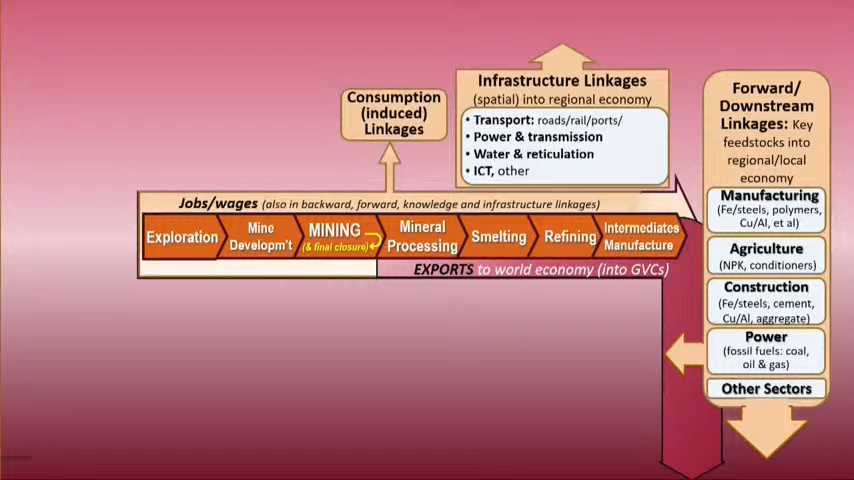 Infrastructure Linkages
(spatial) into regional economy
• Transport: roads/rail/ports/
• Power & transmission
• Water & reticulation
• ICT, other
Consumption
(induced)
Linkages
Forward/
Downstream
Linkages: Key
feedstocks into
regional/local
economy
Manufacturing
(Fe/steels, polymers,
Cu/Al, et al)
Agriculture
(NPK, conditioners)
Construction
(Fe/steels, cement,
Cu/Al, aggregate)
Power
(fossil fuels: coal,
oil & gas)
Other Sectors
Jobs/wages (also in backward, forward, knowledge and infrastructure linkages)
Exploration
Mine
Developm't
MINING
(& final closure)
Mineral
Processing
Smelting
Refining
Intermediates
Manufacture
EXPORTS to world economy (into GVCs)